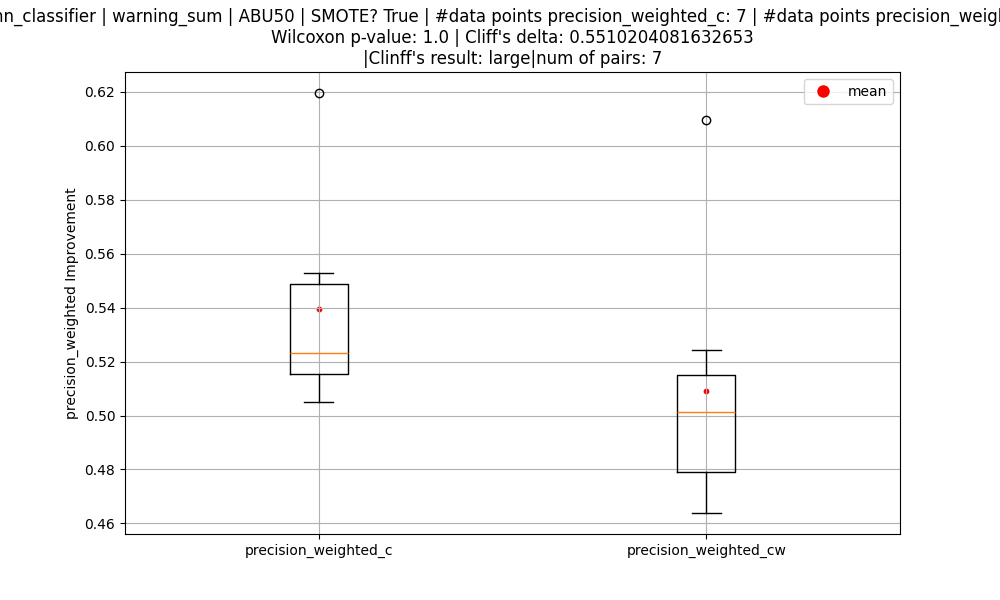 nn_classifier | warning_sum | ABU50 | SMOTE? True | #data points precision_weighted_c: 7 | #data points
Wilcoxon p-value: 1.0 | Cliff's delta: 0.5510204081632653
|Clinff's result: large|num of pairs: 7
mean
0.62
0.60
0.58
0.56
0.54
0.52
0.50
0.48
0.46
precision_weighted Improvement
precision_weighted_c
precision_weighted_cw